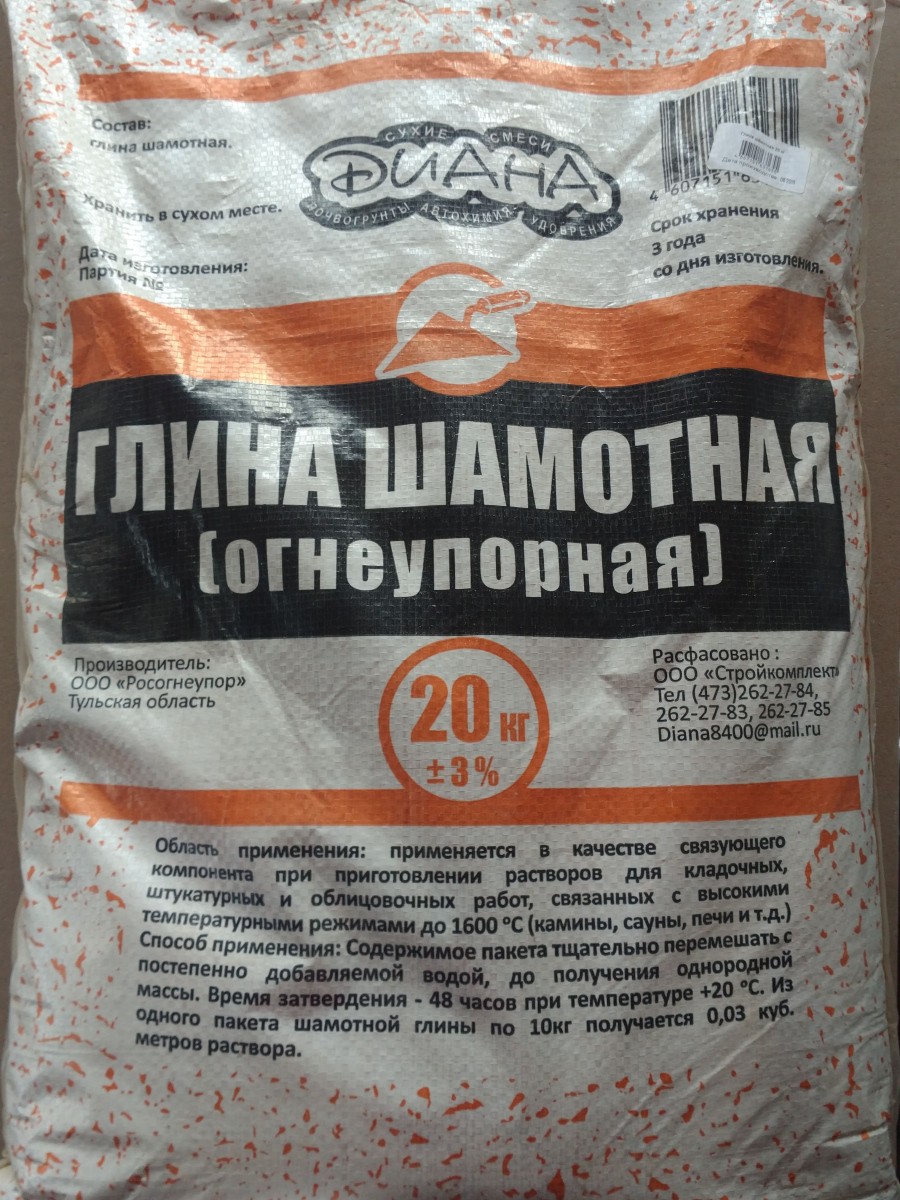 Состав:
глина шамотная.
Хранить в сухом месте.
Дата изготовления:
Партия №
СУХИЕ СМЕСИ
ДИАНА
ПОЧВОГРУНТЫ АВТОХИМИЯ УДОБРЕНИЯ
4 607151
Срок хранения
3 года
со дня изготовления.
ГЛИНА ШАМОТНАЯ
(огнеупорная)
Производитель:
ООО «Росогнеупор»
Тульская область
20 кг
± 3 %
Расфасовано :
ООО «Стройкомплект»
Тел (473)262-27-84,
262-27-83, 262-27-85
Diana8400@mail.ru
Область применения: применяется в качестве связующего
компонента при приготовлении растворов для кладочных,
штукатурных и облицовочных работ, связанных с высокими
температурными режимами до 1600 °С (камины, сауны, печи и т.д.)
Способ применения: Содержимое пакета тщательно перемешать с
постепенно добавляемой водой, до получения однородной
массы. Время затвердения - 48 часов при температуре +20 °С. Из
одного пакета шамотной глины по 10кг получается 0,03 куб.
метров раствора.